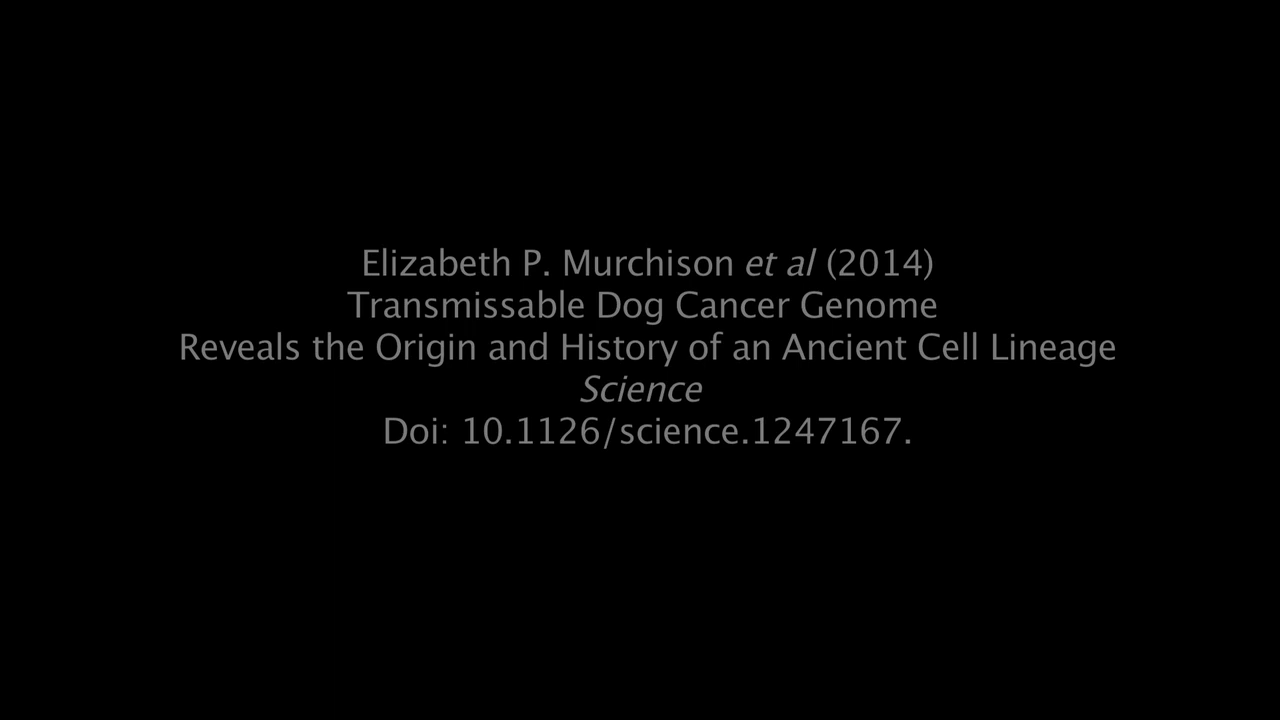 Elizabeth P. Murchison et al (2014)
Transmissable Dog Cancer Genome
Reveals the Origin and History of an Ancient Cell Lineage
Science
Doi: 10.1126/science.1247167.